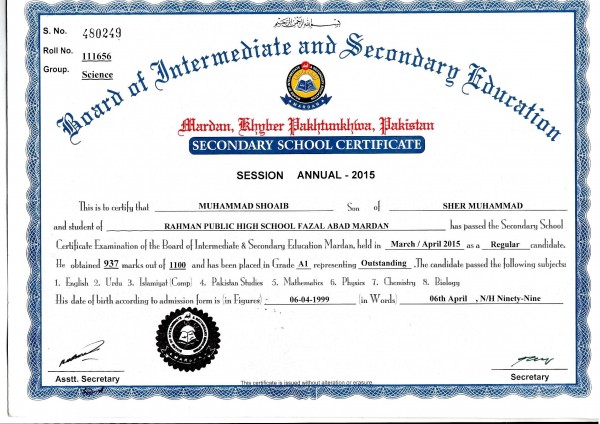 S. No. 480249
Roll No. 111656
Group. Science
Board of Intermediate and Secondary Education
MARDAN
Mardan, Khyber Pakhtunkhwa, Pakistan
SECONDARY SCHOOL CERTIFICATE
SESSION ANNUAL - 2015
This is to certify that MUHAMMAD SHOAIB Son of SHER MUHAMMAD
and student of RAHMAN PUBLIC HIGH SCHOOL FAZAL ABAD MARDAN has passed the Secondary School
Certificate Examination of the Board of Intermediate & Secondary Education Mardan, held in March / April 2015 as a Regular candidate.
He obtained 937 marks out of 1100 and has been placed in Grade A1 representing Outstanding. The candidate passed the following subjects:
1. English 2. Urdu 3. Islamiyat (Comp) 4. Pakistan Studies 5. Mathematics 6. Physics 7. Chemistry 8. Biology
His date of birth according to admission form is (in Figures) 06-04-1999 (in Words) 06th April , N/H Ninety-Nine
Asstt. Secretary
Secretary
This certificate is issued without alteration or erasure.